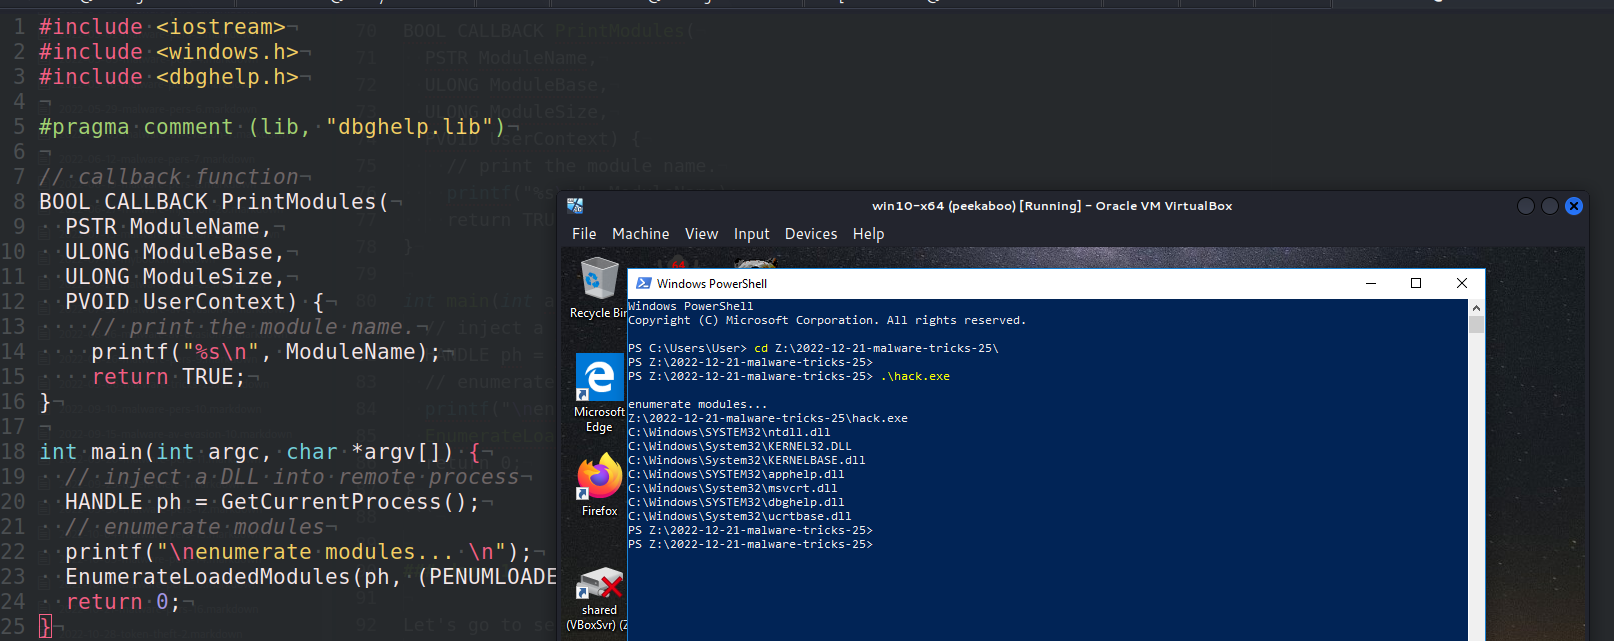 1 #include <iostream>
2 #include <windows.h>
3 #include <dbghelp.h>
4
5 #pragma comment (lib, "dbghelp.lib")
6
7 // callback function
8 BOOL CALLBACK PrintModules(
9 PSTR ModuleName,
10 ULONG ModuleBase,
11 ULONG ModuleSize,
12 PVOID UserContext) {
13 // print the module name.
14 printf("%s\n", ModuleName);
15 return TRUE;
16 }
17
18 int main(int argc, char *argv[]) {
19 // inject a DLL into remote process
20 HANDLE ph = GetCurrentProcess();
21 // enumerate modules
22 printf("\nenumerate modules... \n");
23 EnumerateLoadedModules(ph, (PENUMLOADE
24 return 0;
25 }
70 BOOL CALLBACK PrintModules(
71 PSTR ModuleName,
72 ULONG ModuleBase,
ULONG ModuleSize,
PVOID UserContext) {
75 // print the module name.
return TRU
78 }
79
80 int main(int a
// inject a
HANDLE ph =
83 // enumerate
84 printf("\nen
85 EnumerateLoa
return 0;
91
92 Let's go to se
win10-x64 (peekaboo) [Running] - Oracle VM VirtualBox
File Machine View Input Devices Help
Recycle Bin
Microsoft
Edge
Firefox
shared
(VBoxSvr) (Z
Windows PowerShell
Windows PowerShell
Copyright (C) Microsoft Corporation. All rights reserved.
PS C:\Users\User> cd Z:\2022-12-21-malware-tricks-25\
PS Z:\2022-12-21-malware-tricks-25>
PS Z:\2022-12-21-malware-tricks-25> .\hack.exe
enumerate modules...
Z:\2022-12-21-malware-tricks-25\hack.exe
C:\Windows\SYSTEM32\ntdll.dll
C:\Windows\System32\KERNEL32.DLL
C:\Windows\System32\KERNELBASE.dll
C:\Windows\SYSTEM32\apphelp.dll
C:\Windows\System32\msvcrt.dll
C:\Windows\SYSTEM32\dbghelp.dll
C:\Windows\System32\ucrtbase.dll
PS Z:\2022-12-21-malware-tricks-25>
PS Z:\2022-12-21-malware-tricks-25>